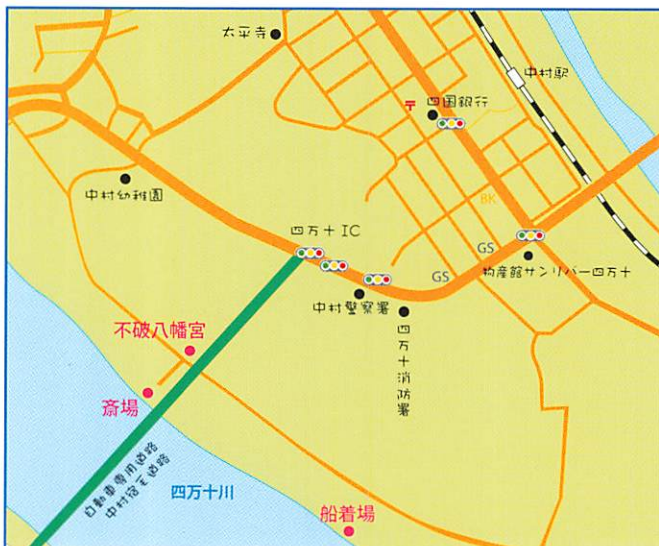 太平寺
中村駅
〒
四国銀行
中村幼稚園
BK
四万十 IC
GS
GS
物産館サンリバー四万十
中村警察署
四万十消防署
不破八幡宮
斎場
自動車専用道路
中村宿毛道路
四万十川
船着場